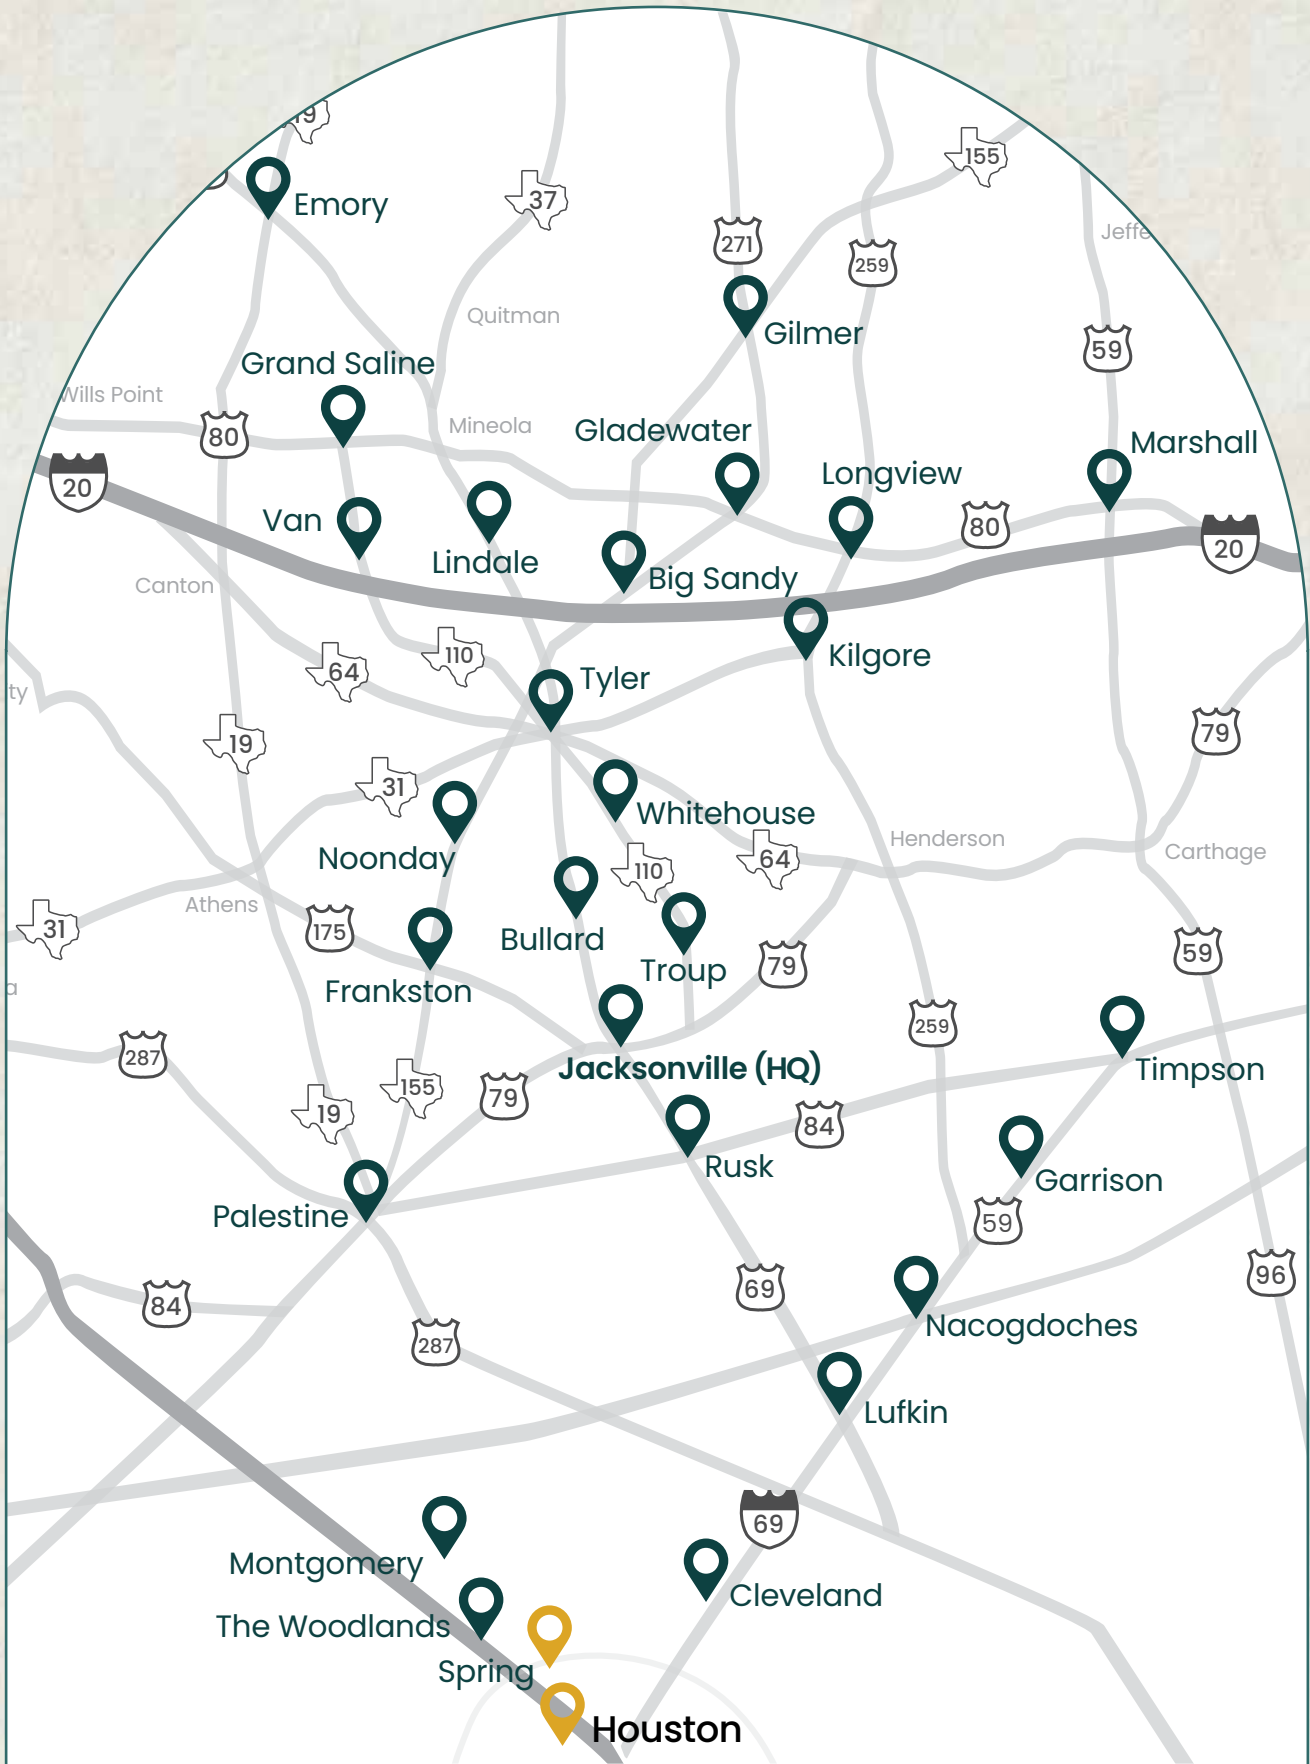 19
155
Emory
37
Jeffe
271
259
Quitman
Gilmer
59
Grand Saline
Wills Point
Mineola
Gladewater
80
Marshall
Longview
20
Van
80
20
Lindale
Big Sandy
Canton
110
Kilgore
64
Tyler
ty
79
19
31
Whitehouse
Henderson
Noonday
Carthage
64
110
Athens
31
175
Bullard
59
Troup
79
Frankston
a
259
287
Jacksonville (HQ)
Timpson
155
79
19
84
Rusk
Garrison
Palestine
59
96
69
84
Nacogdoches
287
Lufkin
69
Montgomery
Cleveland
The Woodlands
Spring
Houston